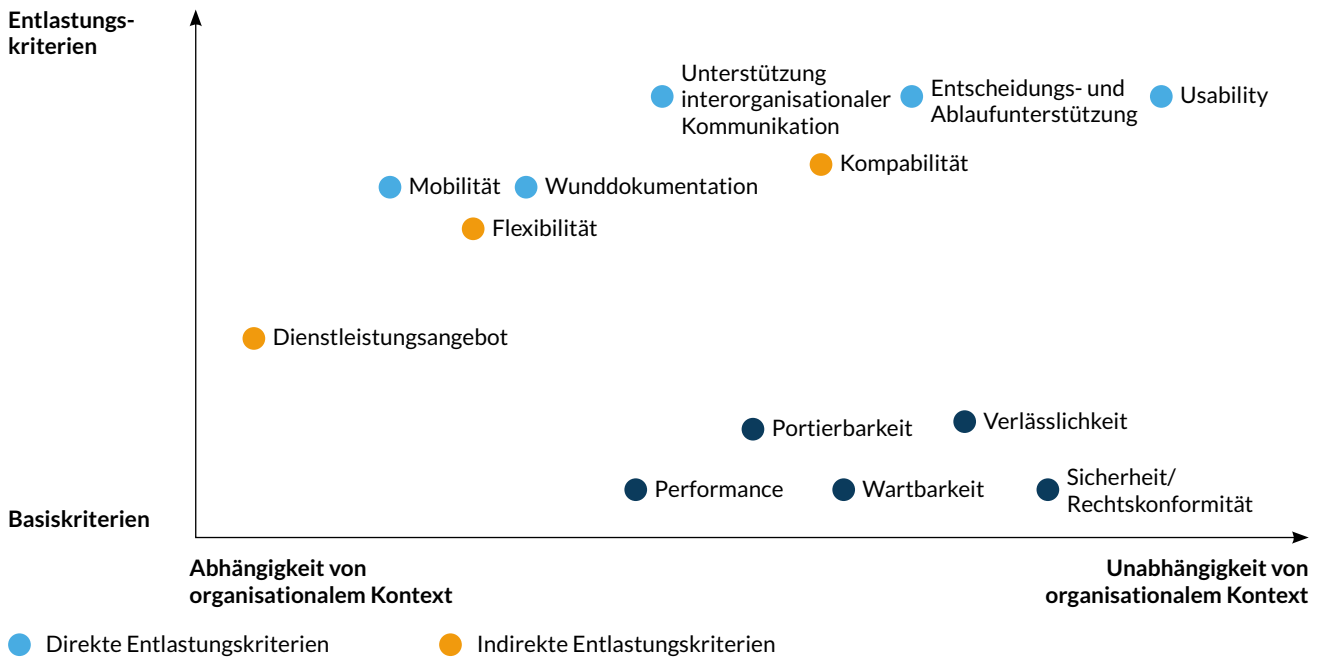 Entlastungs-
kriterien
Unterstützung
interorganisationaler
Kommunikation
Entscheidungs- und
Ablaufunterstützung
Usability
Kompabilität
Mobilität
Wunddokumentation
Flexibilität
Dienstleistungsangebot
Portierbarkeit
Verlässlichkeit
Performance
Wartbarkeit
Sicherheit/
Rechtskonformität
Basiskriterien
Abhängigkeit von
organisationalem Kontext
Unabhängigkeit von
organisationalem Kontext
Direkte Entlastungskriterien
Indirekte Entlastungskriterien